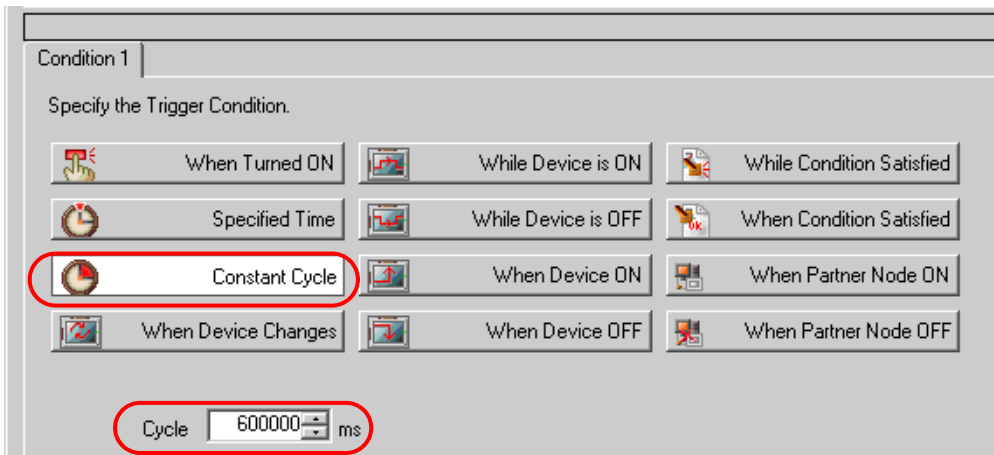 Condition 1
Specify the Trigger Condition.
When Turned ON While Device is ON While Condition Satisfied
Specified Time While Device is OFF When Condition Satisfied
OK
Constant Cycle When Device ON When Partner Node ON
When Device Changes When Device OFF When Partner Node OFF
Cycle 600000 ms